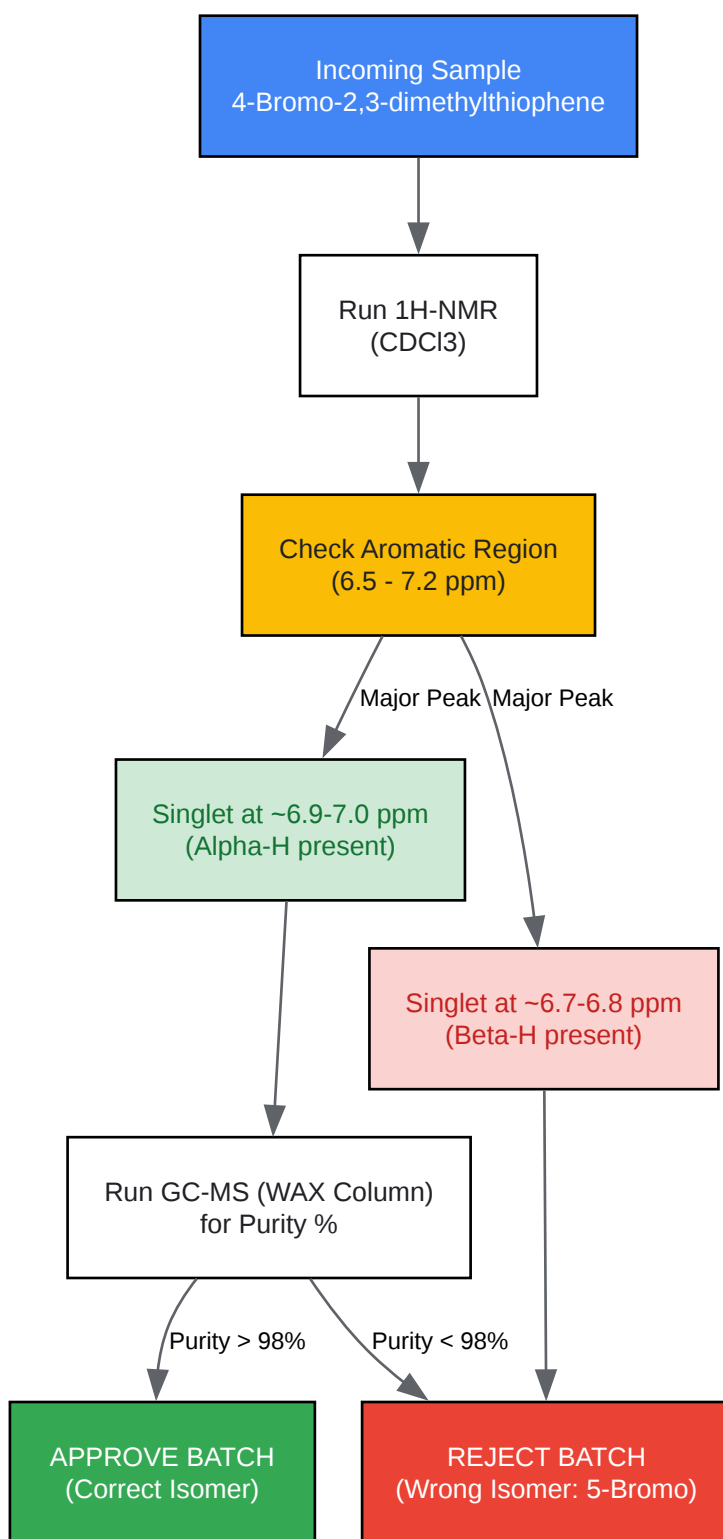 Incoming Sample
4-Bromo-2,3-dimethylthiophene
Run 1H-NMR
(CDCl3)
Check Aromatic Region
(6.5 - 7.2 ppm)
Major Peak
Major Peak
Singlet at ~6.9-7.0 ppm
(Alpha-H present)
Singlet at ~6.7-6.8 ppm
(Beta-H present)
Run GC-MS (WAX Column)
for Purity %
Purity > 98%
Purity < 98%
APPROVE BATCH
(Correct Isomer)
REJECT BATCH
(Wrong Isomer: 5-Bromo)